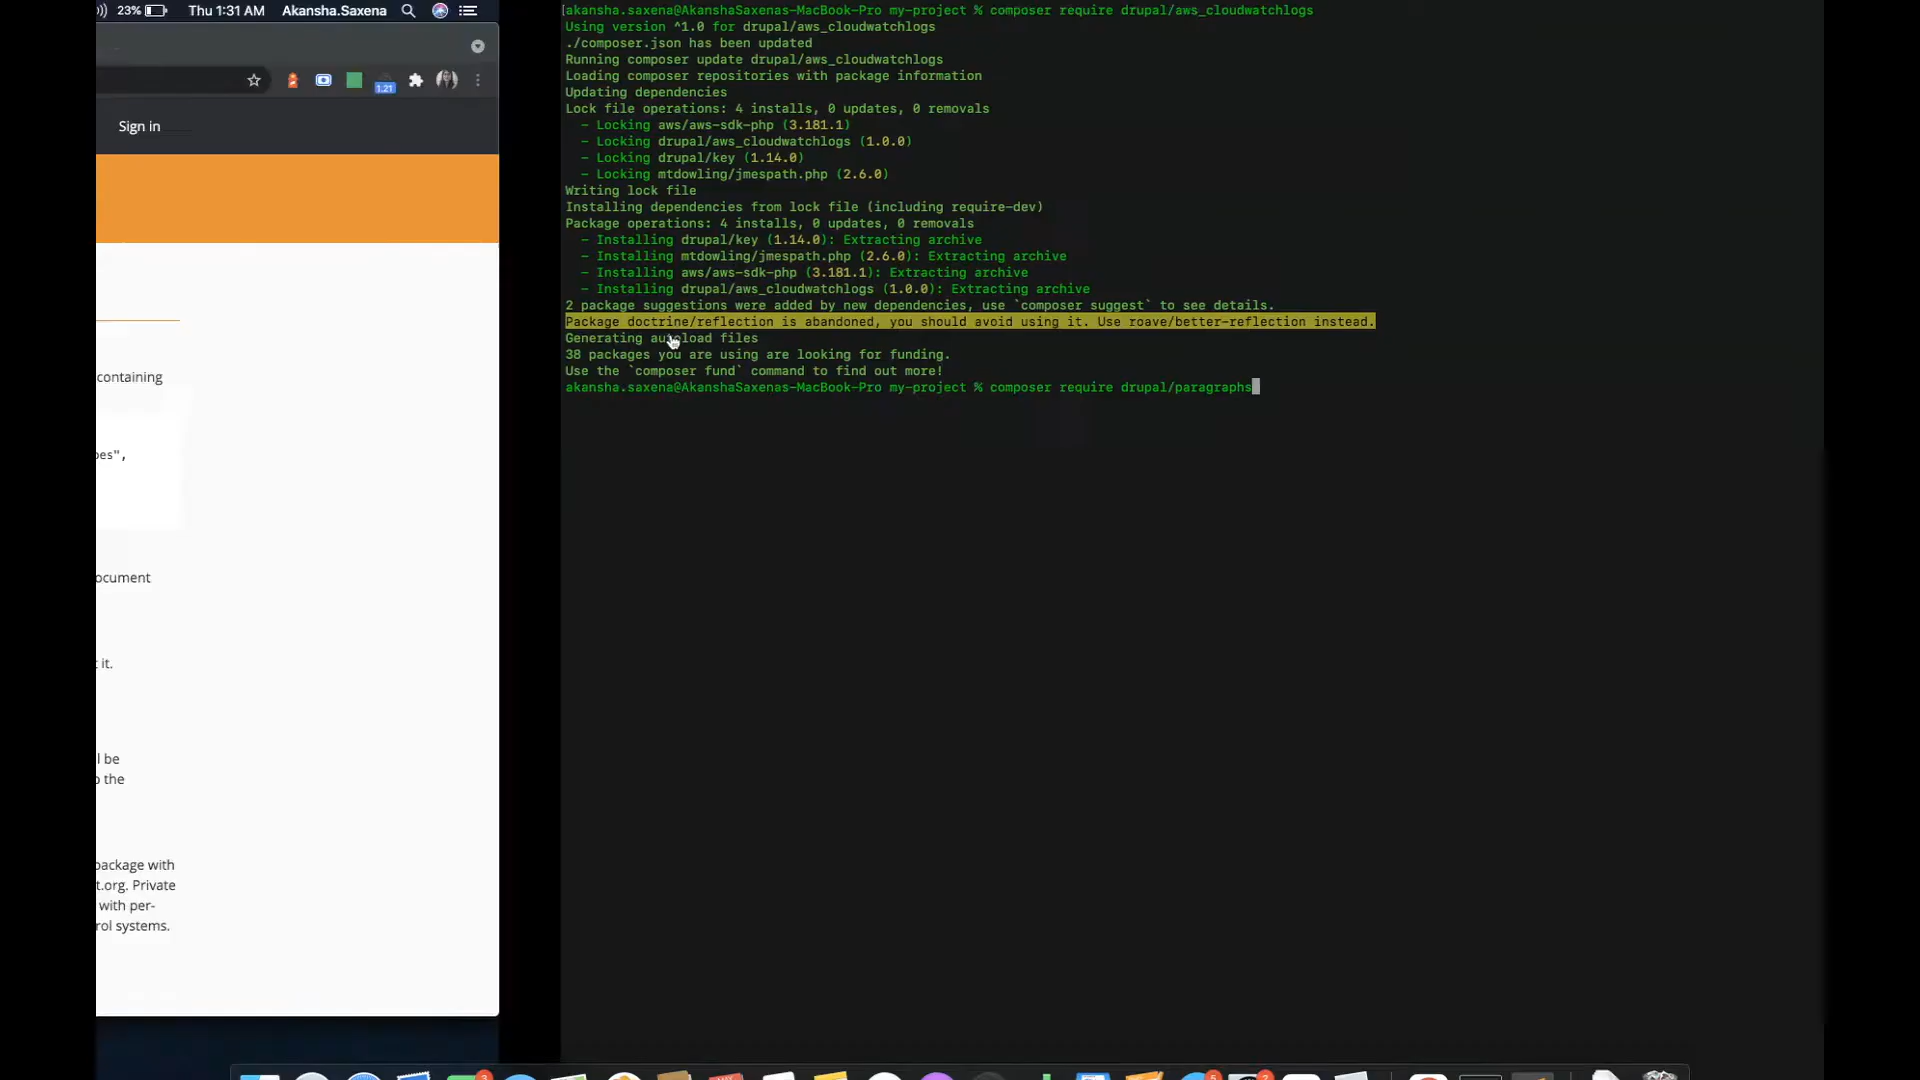 23%
Thu 1:31 AM
Akansha.Saxena
1.21
Sign in
containing
pes",
ocument
t it.
l be
o the
package with
t.org. Private
with per-
rol systems.
[akansha.saxena@AkanshaSaxenas-MacBook-Pro my-project % composer require drupal/aws_cloudwatchlogs
Using version ^1.0 for drupal/aws_cloudwatchlogs
./composer.json has been updated
Running composer update drupal/aws_cloudwatchlogs
Loading composer repositories with package information
Updating dependencies
Lock file operations: 4 installs, 0 updates, 0 removals
- Locking aws/aws-sdk-php (3.181.1)
- Locking drupal/aws_cloudwatchlogs (1.0.0)
- Locking drupal/key (1.14.0)
- Locking mtdowling/jmespath.php (2.6.0)
Writing lock file
Installing dependencies from lock file (including require-dev)
Package operations: 4 installs, 0 updates, 0 removals
- Installing drupal/key (1.14.0): Extracting archive
- Installing mtdowling/jmespath.php (2.6.0): Extracting archive
- Installing aws/aws-sdk-php (3.181.1): Extracting archive
- Installing drupal/aws_cloudwatchlogs (1.0.0): Extracting archive
2 package suggestions were added by new dependencies, use `composer suggest` to see details.
Package doctrine/reflection is abandoned, you should avoid using it. Use roave/better-reflection instead.
Generating autoload files
38 packages you are using are looking for funding.
Use the `composer fund` command to find out more!
akansha.saxena@AkanshaSaxenas-MacBook-Pro my-project % composer require drupal/paragraphs
3
5
2